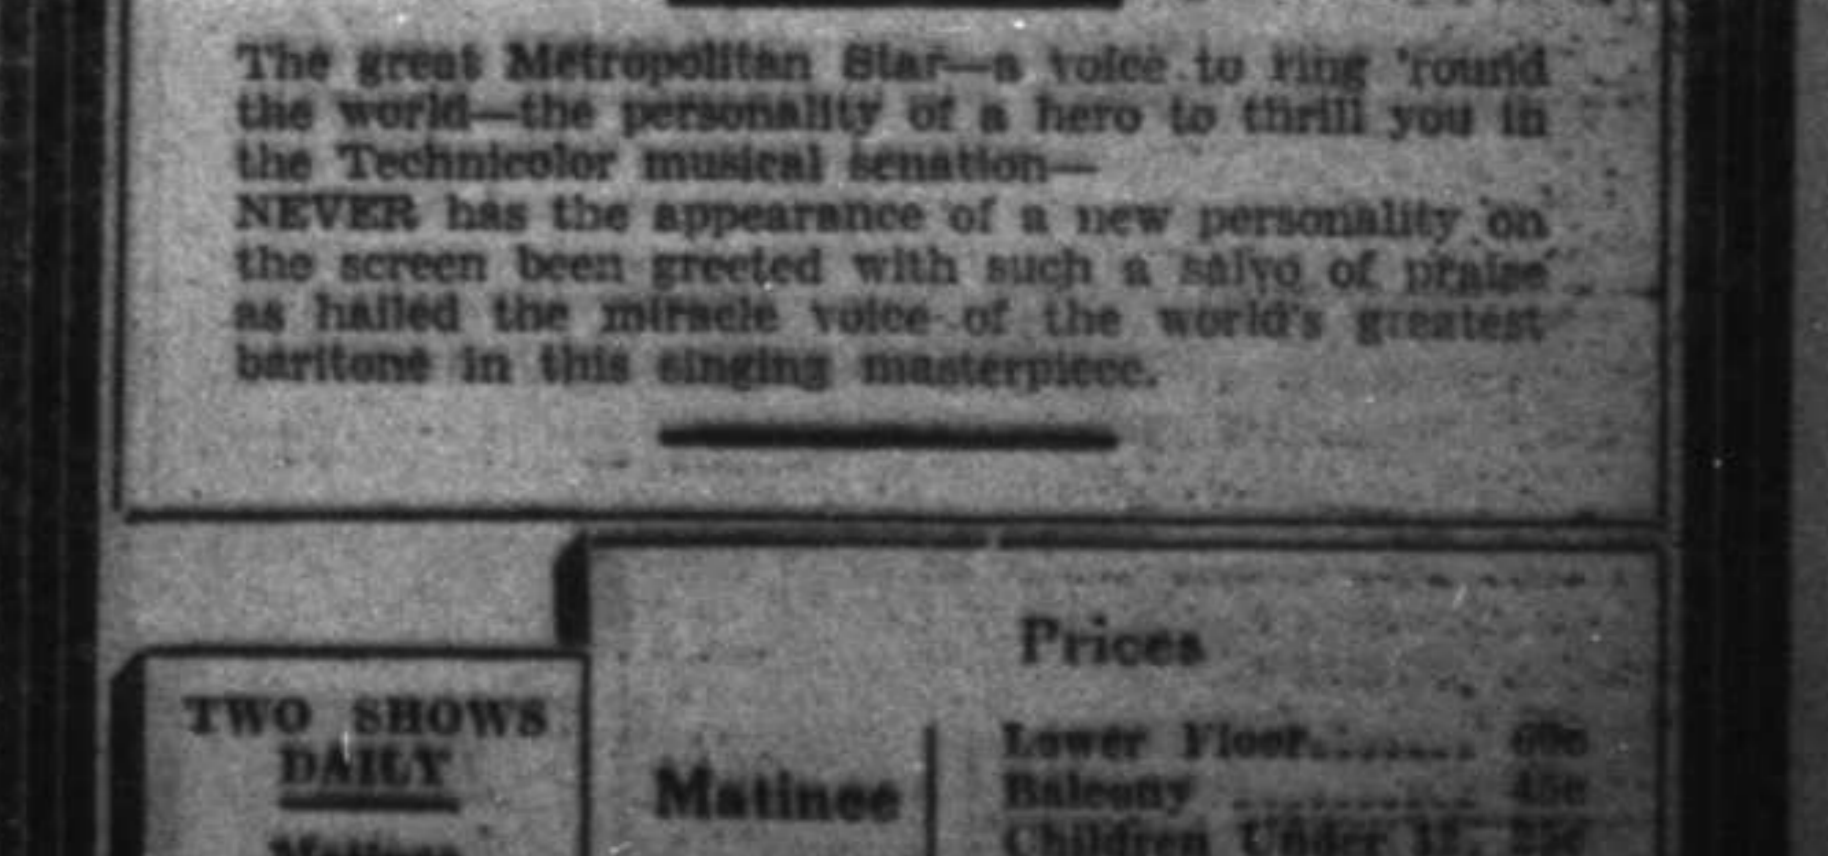 The great Metropolitan Star—a voice to ring 'round
the world—the personality of a hero to thrill you in
the Technicolor musical senation—
NEVER has the appearance of a new personality on
the screen been greeted with such a salvo of praise
as hailed the miracle voice of the world's greatest
baritone in this singing masterpiece.
Prices
TWO SHOWS
DAILY
Matinee
Lower Floor........
Balcony ..........
Children Under 12.
Matinee